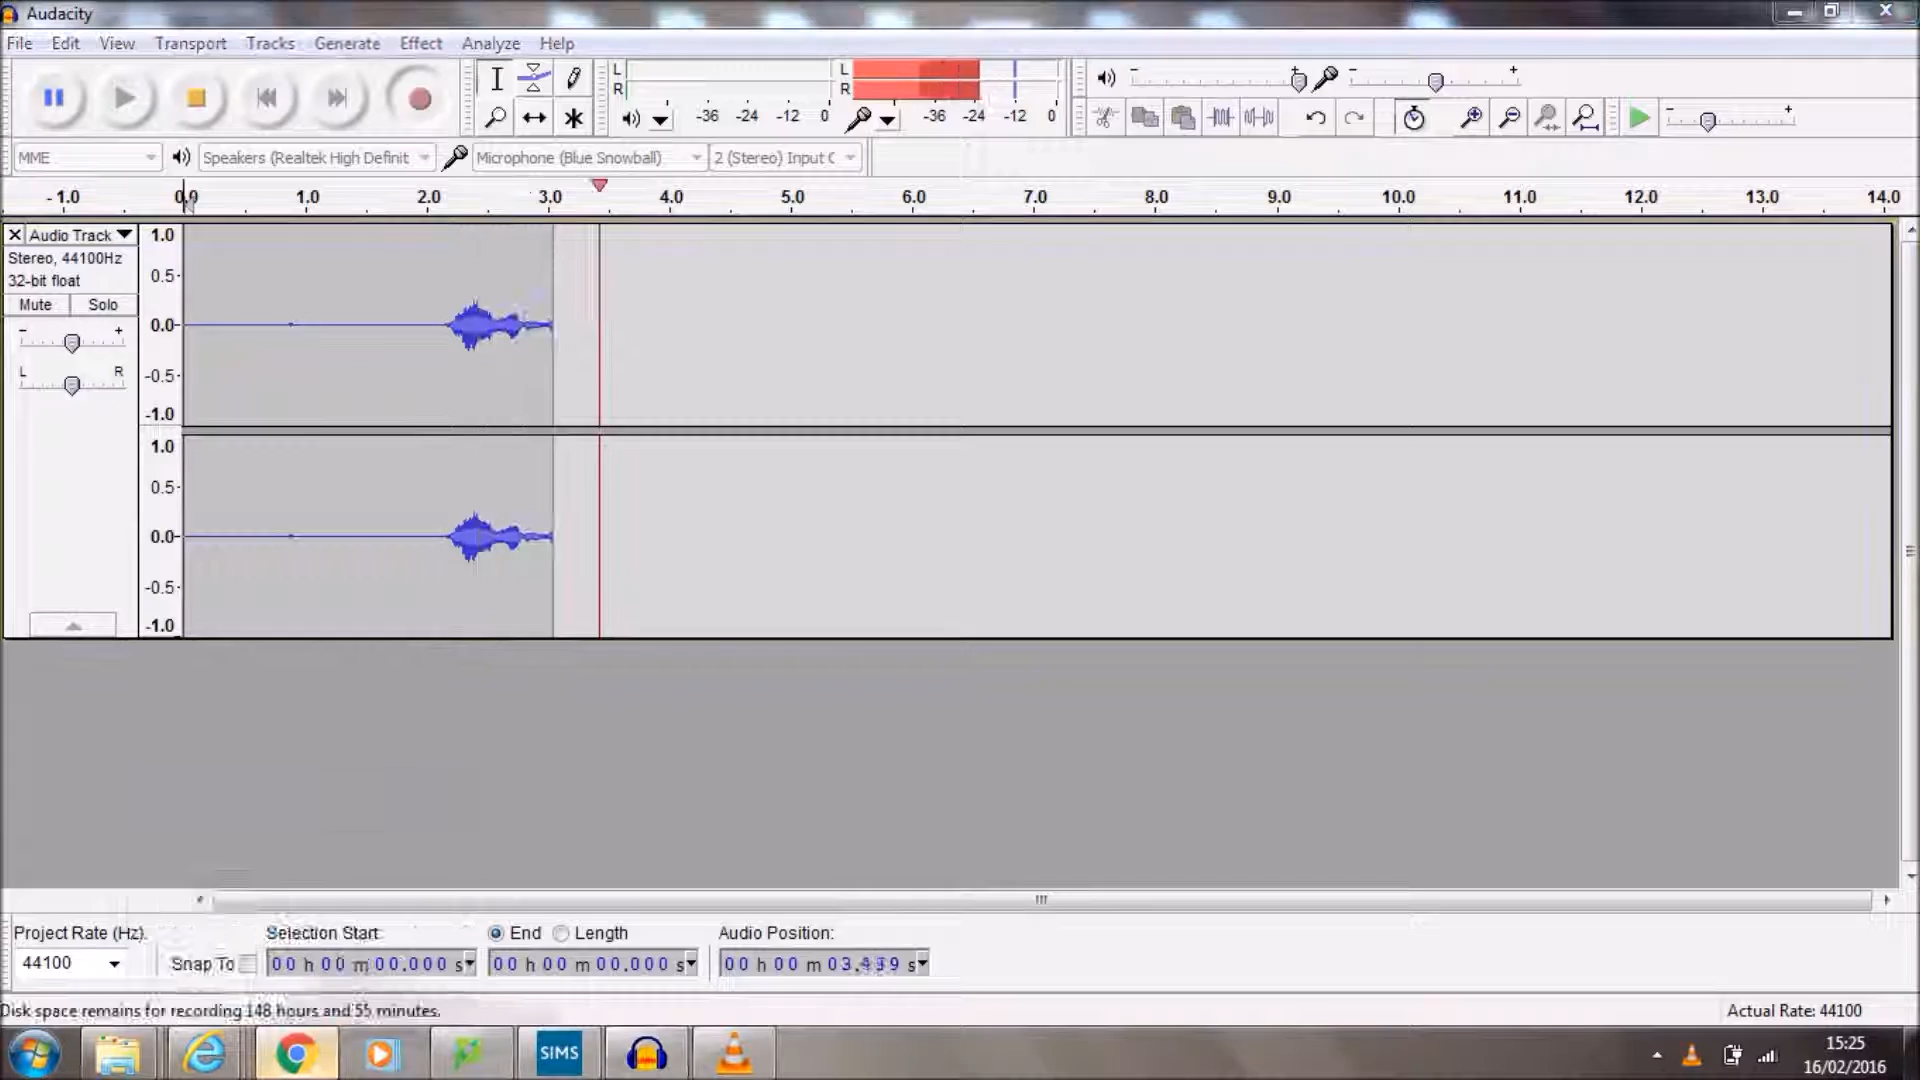 Audacity
File Edit View Transport Tracks Generate Effect Analyze Help
L L
R R
-36 -24 -12 0 -36 -24 -12 0
MME Speakers (Realtek High Definit Microphone (Blue Snowball) 2 (Stereo) Input C
-1.0 0.0 1.0 2.0 3.0 4.0 5.0 6.0 7.0 8.0 9.0 10.0 11.0 12.0 13.0 14.0
Audio Track 1.0
Stereo, 44100Hz
32-bit float 0.5
Mute Solo
- + 0.0
L R -0.5
-1.0
1.0
0.5
0.0
-0.5
-1.0
Project Rate (Hz): Selection Start: End Length Audio Position:
44100 Snap To 00 h 00 m 00.000 s 00 h 00 m 00.000 s 00 h 00 m
Disk space remains for recording 148 hours and 55 minutes. Actual Rate: 44100
SIMS
15:25
16/02/2016